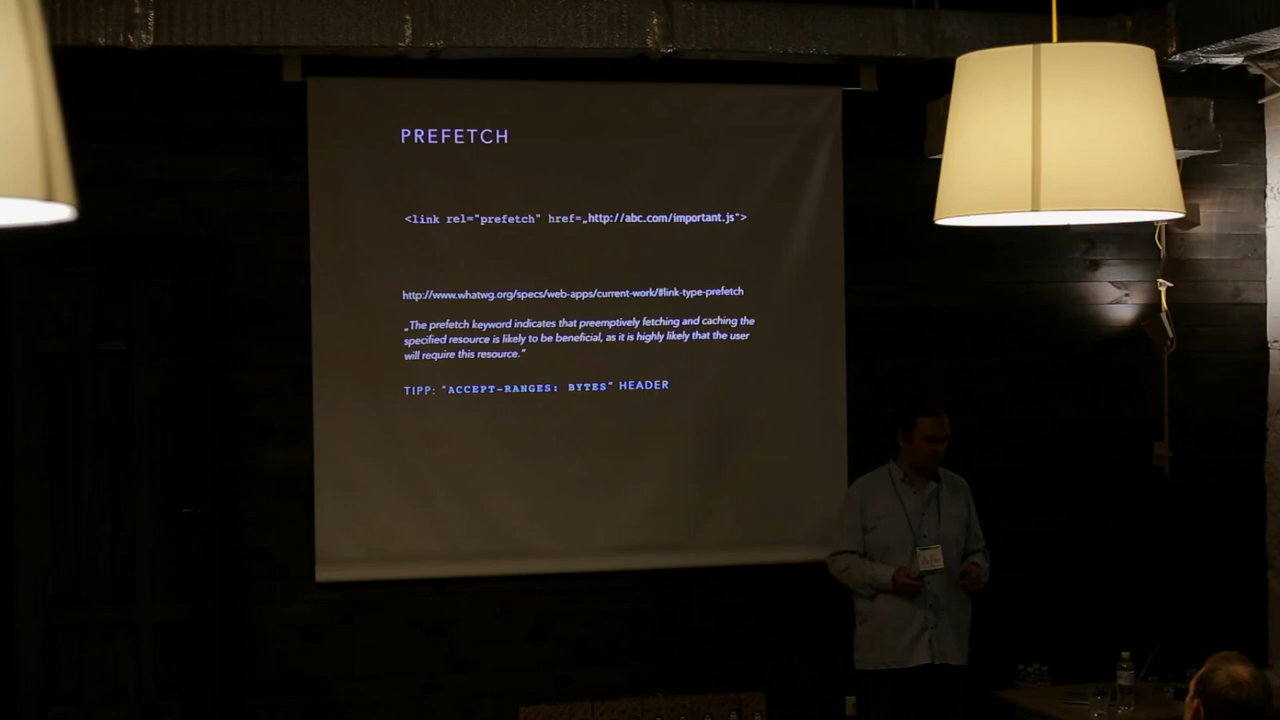 PREFETCH
<link rel="prefetch" href=„http://abc.com/important.js">
http://www.whatwg.org/specs/web-apps/current-work/#link-type-prefetch
„The prefetch keyword indicates that preemptively fetching and caching the
specified resource is likely to be beneficial, as it is highly likely that the user
will require this resource.“
TIPP: "ACCEPT-RANGES: BYTES“ HEADER